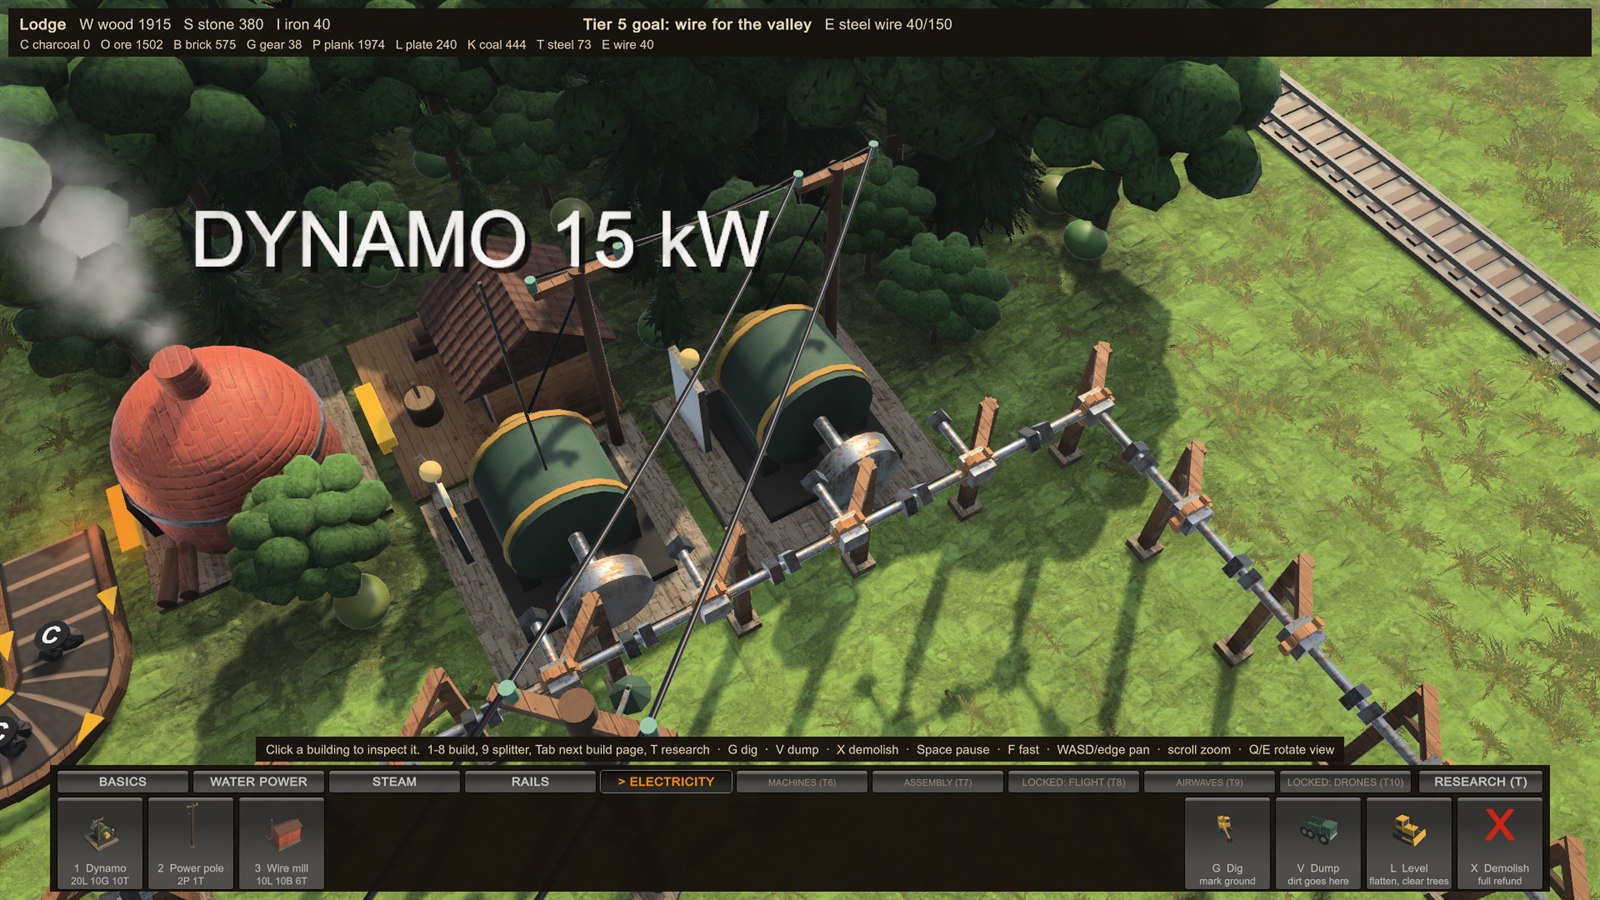 Lodge W wood 1915 S stone 380 I iron 40
Tier 5 goal: wire for the valley E steel wire 40/150
C charcoal 0 O ore 1502 B brick 575 G gear 38 P plank 1974 L plate 240 K coal 444 T steel 73 E wire 40
DYNAMO 15 kW
C
C
Click a building to inspect it. 1-8 build, 9 splitter, Tab next build page, T research · G dig · V dump · X demolish · Space pause · F fast · WASD/edge pan · scroll zoom · Q/E rotate view
BASICS
WATER POWER
STEAM
RAILS
> ELECTRICITY
MACHINES (T6)
ASSEMBLY (T7)
LOCKED: FLIGHT (T8)
AIRWAVES (T9)
LOCKED: DRONES (T10)
RESEARCH (T)
1 Dynamo
20L 10G 10T
2 Power pole
2P 1T
3 Wire mill
10L 10B 6T
G Dig
mark ground
V Dump
dirt goes here
L Level
flatten, clear trees
X Demolish
full refund